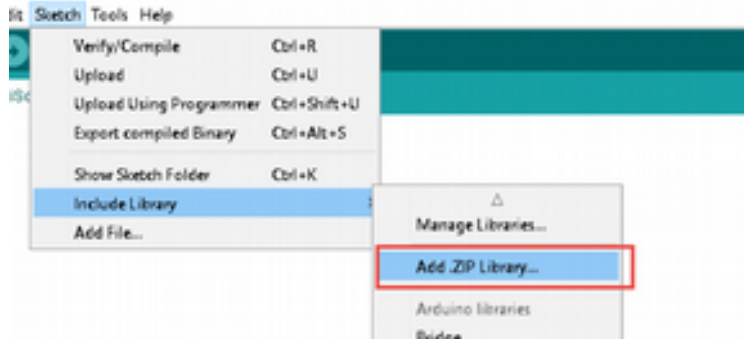 dit Sketch Tools Help
Verify/Compile Ctrl+R
Upload Ctrl+U
Upload Using Programmer Ctrl+Shift+U
Export compiled Binary Ctrl+Alt+S
Show Sketch Folder Ctrl+K
Include Library
Add File...
Manage Libraries...
Add .ZIP Library...
Arduino libraries
Bridge